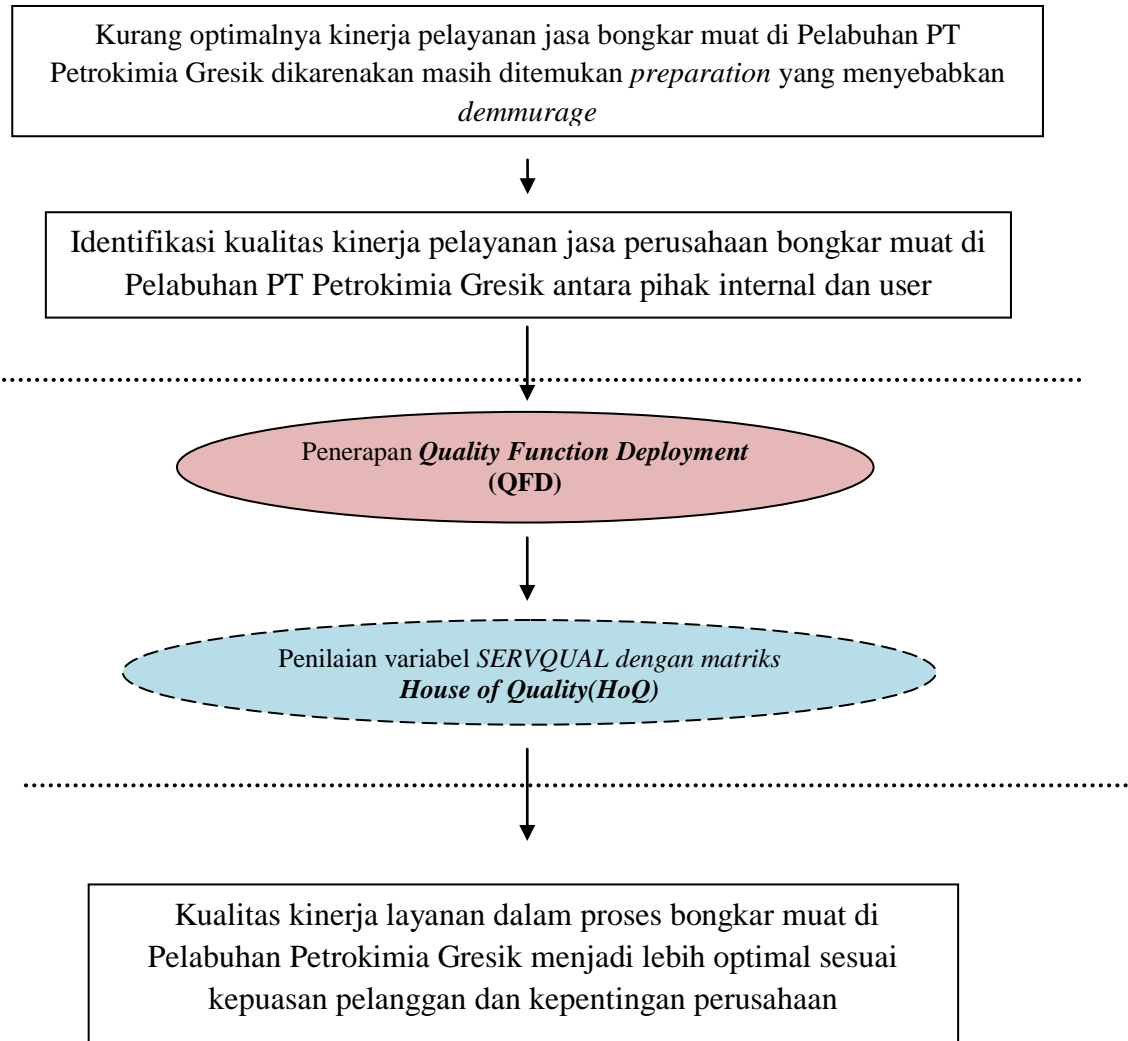 Kurang optimalnya kinerja pelayanan jasa bongkar muat di Pelabuhan PT
Petrokimia Gresik dikarenakan masih ditemukan preparation yang menyebabkan
demmurage
Identifikasi kualitas kinerja pelayanan jasa perusahaan bongkar muat di
Pelabuhan PT Petrokimia Gresik antara pihak internal dan user
Penerapan Quality Function Deployment
(QFD)
Penilaian variabel SERVQUAL dengan matriks
House of Quality(HoQ)
Kualitas kinerja layanan dalam proses bongkar muat di
Pelabuhan Petrokimia Gresik menjadi lebih optimal sesuai
kepuasan pelanggan dan kepentingan perusahaan